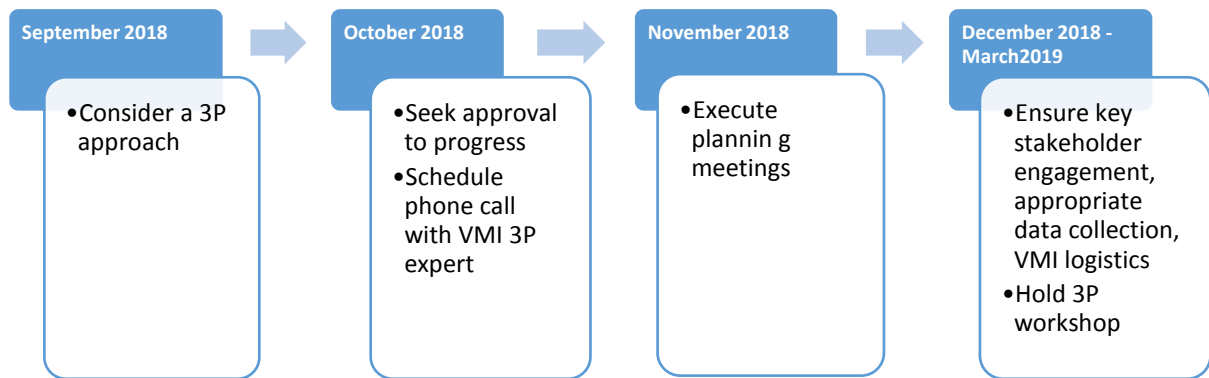 September 2018
•Consider a 3P
approach
October 2018
•Seek approval
to progress
•Schedule
phone call
with VMI 3P
expert
November 2018
•Execute
plannin g
meetings
December 2018 -
March2019
•Ensure key
stakeholder
engagement,
appropriate
data collection,
VMI logistics
•Hold 3P
workshop